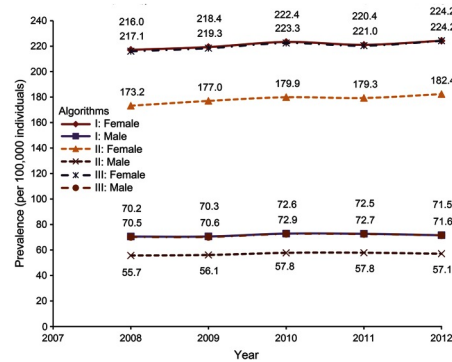 240
220
200
180
160
140
120
100
80
60
40
20
0
Prevalence (per 100,000 individuals)
216.0 218.4 222.4 220.4 224.2
217.1 219.3 223.3 221.0 224.2
173.2 177.0 179.9 179.3 182.4
Algorithms
I: Female
I: Male
II: Female
II: Male
III: Female
III: Male
70.2 70.3 72.6 72.5 71.5
70.5 70.6 72.9 72.7 71.6
55.7 56.1 57.8 57.8 57.1
2007 2008 2009 2010 2011 2012
Year